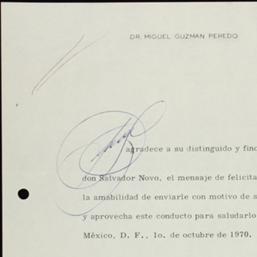 DR. MIGUEL GUZMAN PEREDO
agradece a su distinguido y fino
don Salvador Novo, el mensaje de felicita
la amabilidad de enviarle con motivo de s
y aprovecha este conducto para saludarlo
México, D. F., 1o. de octubre de 1970.